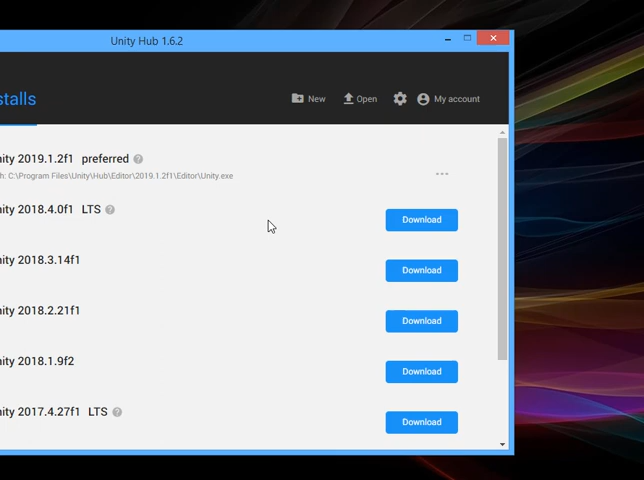 Unity Hub 1.6.2
stalls
New
Open
My account
nity 2019.1.2f1 preferred ?
h: C:\Program Files\Unity\Hub\Editor\2019.1.2f1\Editor\Unity.exe
nity 2018.4.0f1 LTS ?
Download
nity 2018.3.14f1
Download
nity 2018.2.21f1
Download
nity 2018.1.9f2
Download
nity 2017.4.27f1 LTS ?
Download